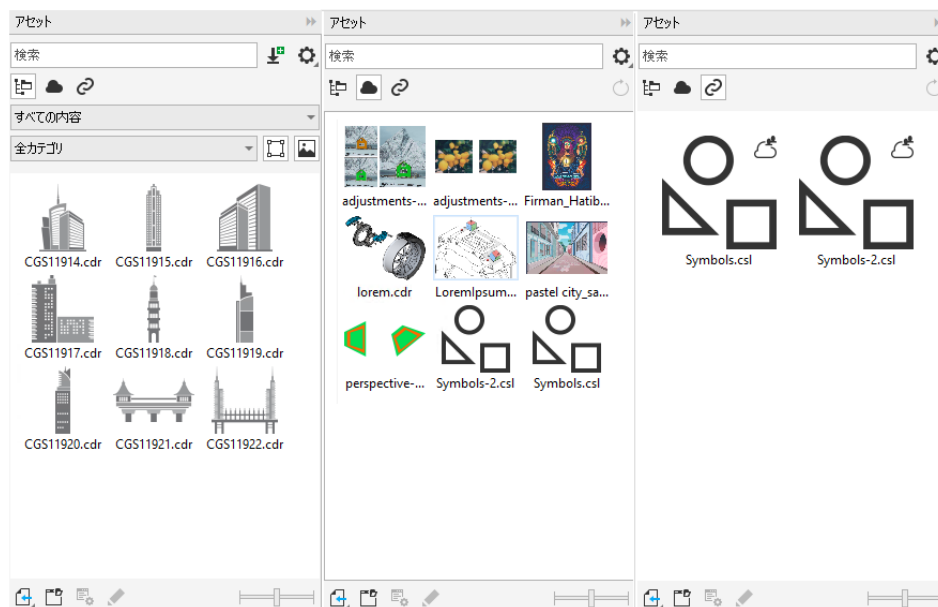 アセット
検索
すべての内容
全カテゴリ
CGS11914.cdr CGS11915.cdr CGS11916.cdr
CGS11917.cdr CGS11918.cdr CGS11919.cdr
CGS11920.cdr CGS11921.cdr CGS11922.cdr
アセット
検索
adjustments-... adjustments-... Firman_Hatib...
lorem.cdr LoremIpsum... pastel city_sa...
perspective-... Symbols-2.csl Symbols.csl
アセット
検索
Symbols.csl Symbols-2.csl